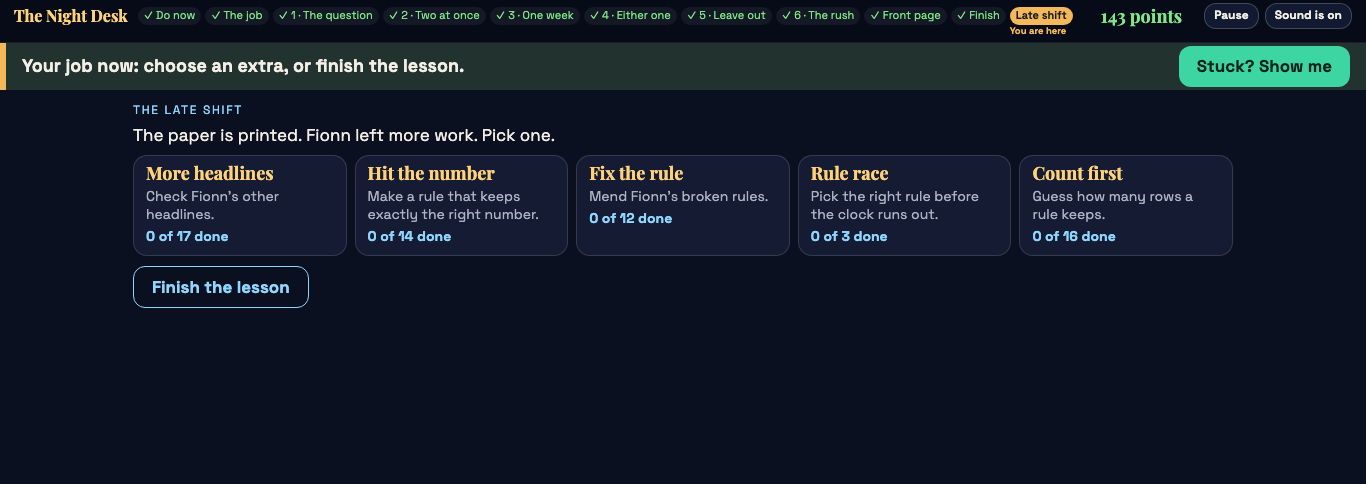 The Night Desk
✓ Do now
✓ The job
✓ 1 · The question
✓ 2 · Two at once
✓ 3 · One week
✓ 4 · Either one
✓ 5 · Leave out
✓ 6 · The rush
✓ Front page
✓ Finish
Late shift
You are here
143 points
Pause
Sound is on
Your job now: choose an extra, or finish the lesson.
Stuck? Show me
THE LATE SHIFT
The paper is printed. Fionn left more work. Pick one.
More headlines
Check Fionn's other
headlines.
0 of 17 done
Hit the number
Make a rule that keeps
exactly the right number.
0 of 14 done
Fix the rule
Mend Fionn's broken rules.
0 of 12 done
Rule race
Pick the right rule before
the clock runs out.
0 of 3 done
Count first
Guess how many rows a
rule keeps.
0 of 16 done
Finish the lesson